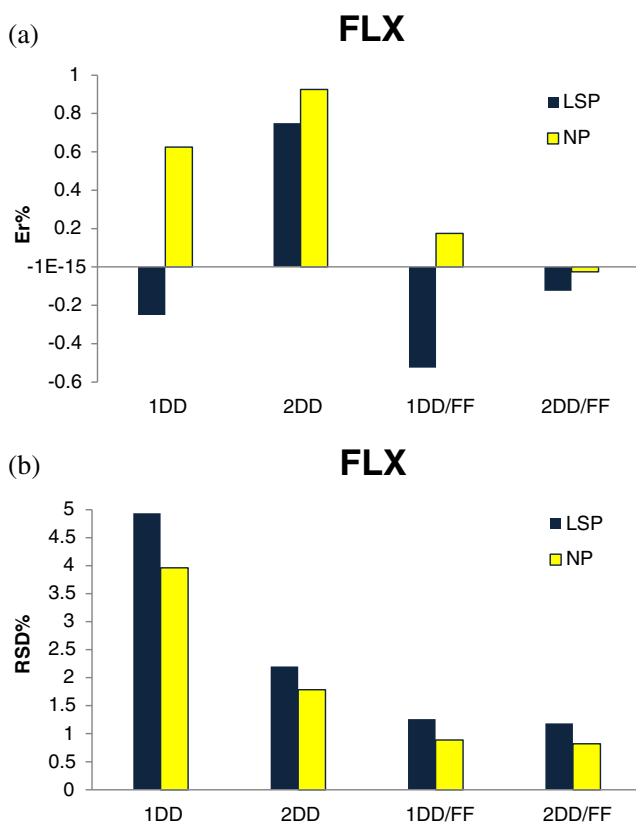 (a)
FLX
1
0.8
0.6
0.4
0.2
-1E-15
-0.2
-0.4
-0.6
Er%
LSP
NP
1DD 2DD 1DD/FF 2DD/FF
(b)
FLX
5
4.5
4
3.5
3
2.5
2
1.5
1
0.5
0
RSD%
LSP
NP
1DD 2DD 1DD/FF 2DD/FF